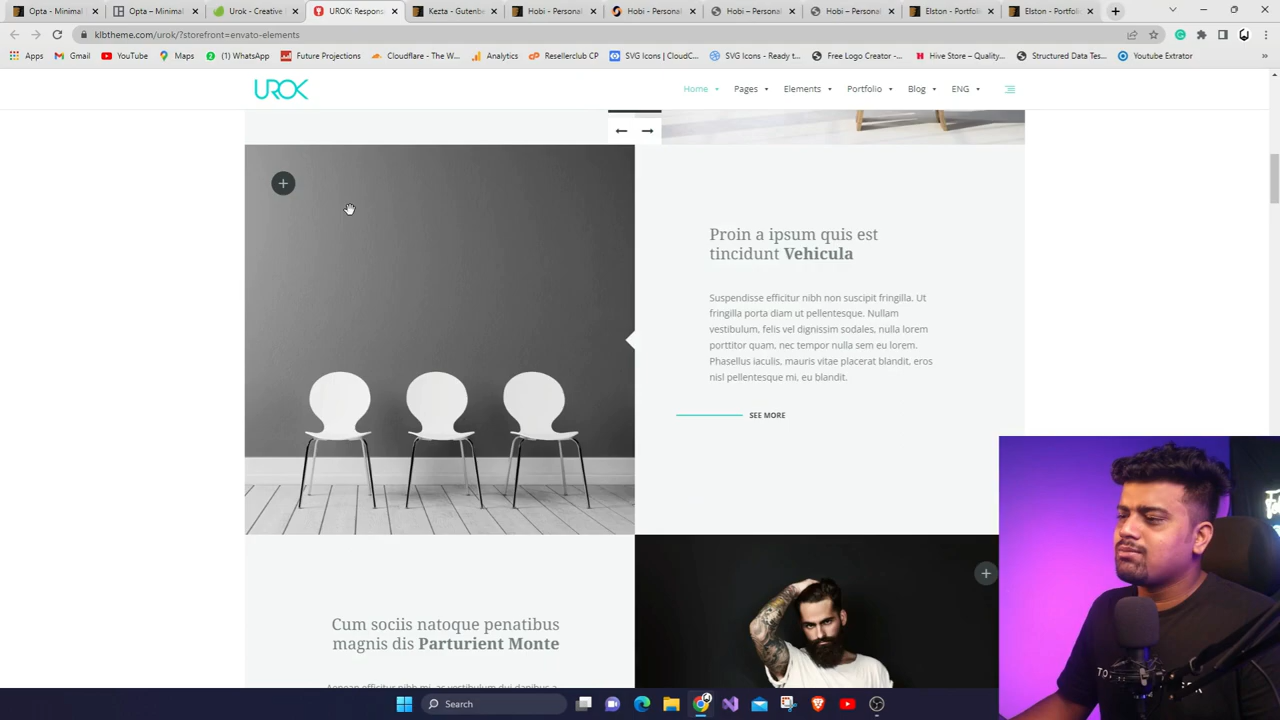 Opta - Minimal
Opta – Minimal
Urok - Creative
UROK: Respons
Kezta - Gutenbe
Hobi - Personal
Hobi - Personal
Hobi – Persona
Hobi – Persona
Elston - Portfoli
Elston - Portfoli
klbtheme.com/urok/?storefront=envato-elements
Apps
Gmail
YouTube
Maps
(1) WhatsApp
Future Projections
Cloudflare - The W...
Analytics
Resellerclub CP
SVG Icons | CloudC...
SVG Icons - Ready t...
Free Logo Creator -...
Hive Store – Quality...
Structured Data Tes...
Youtube Extrator
UROK
Home
Pages
Elements
Portfolio
Blog
ENG
Proin a ipsum quis est
tincidunt Vehicula
Suspendisse efficitur nibh non suscipit fringilla. Ut
fringilla porta diam ut pellentesque. Nullam
vestibulum, felis vel dignissim sodales, nulla lorem
porttitor quam, nec tempor nulla sem eu lorem.
Phasellus iaculis, mauris vitae placerat blandit, eros
nisl pellentesque mi, eu blandit.
SEE MORE
Cum sociis natoque penatibus
magnis dis Parturient Monte
Search